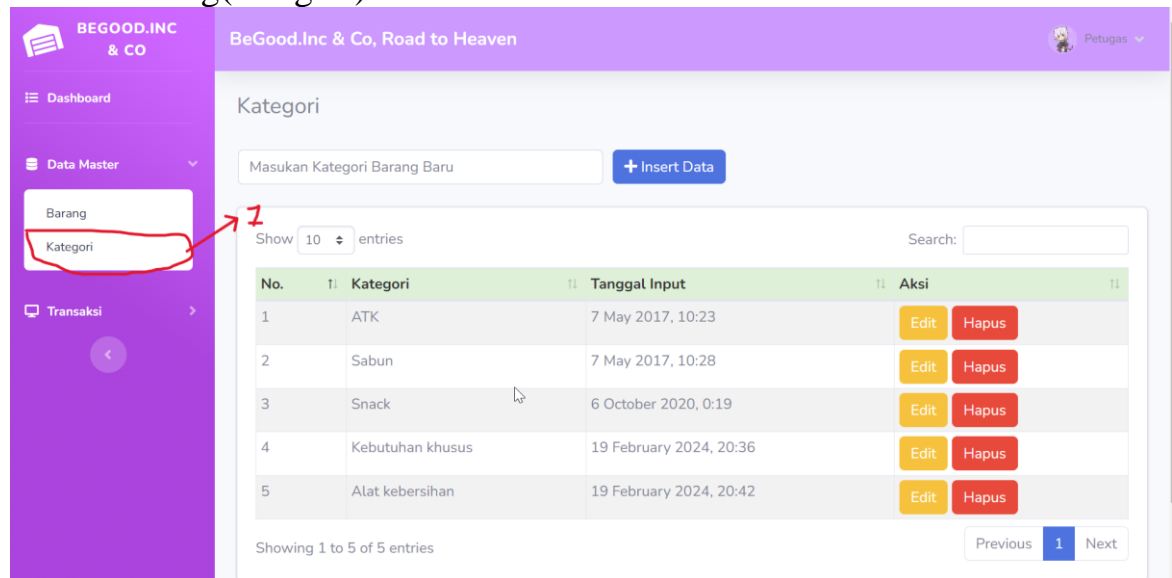 BEGOOD.INC
& CO
BeGood.Inc & Co, Road to Heaven
Petugas
Dashboard
Data Master
Barang
Kategori
Transaksi
Kategori
Masukan Kategori Barang Baru
+ Insert Data
1
Show 10 entries
Search:
No. Kategori Tanggal Input Aksi
1 ATK 7 May 2017, 10:23 Edit Hapus
2 Sabun 7 May 2017, 10:28 Edit Hapus
3 Snack 6 October 2020, 0:19 Edit Hapus
4 Kebutuhan khusus 19 February 2024, 20:36 Edit Hapus
5 Alat kebersihan 19 February 2024, 20:42 Edit Hapus
Showing 1 to 5 of 5 entries
Previous 1 Next